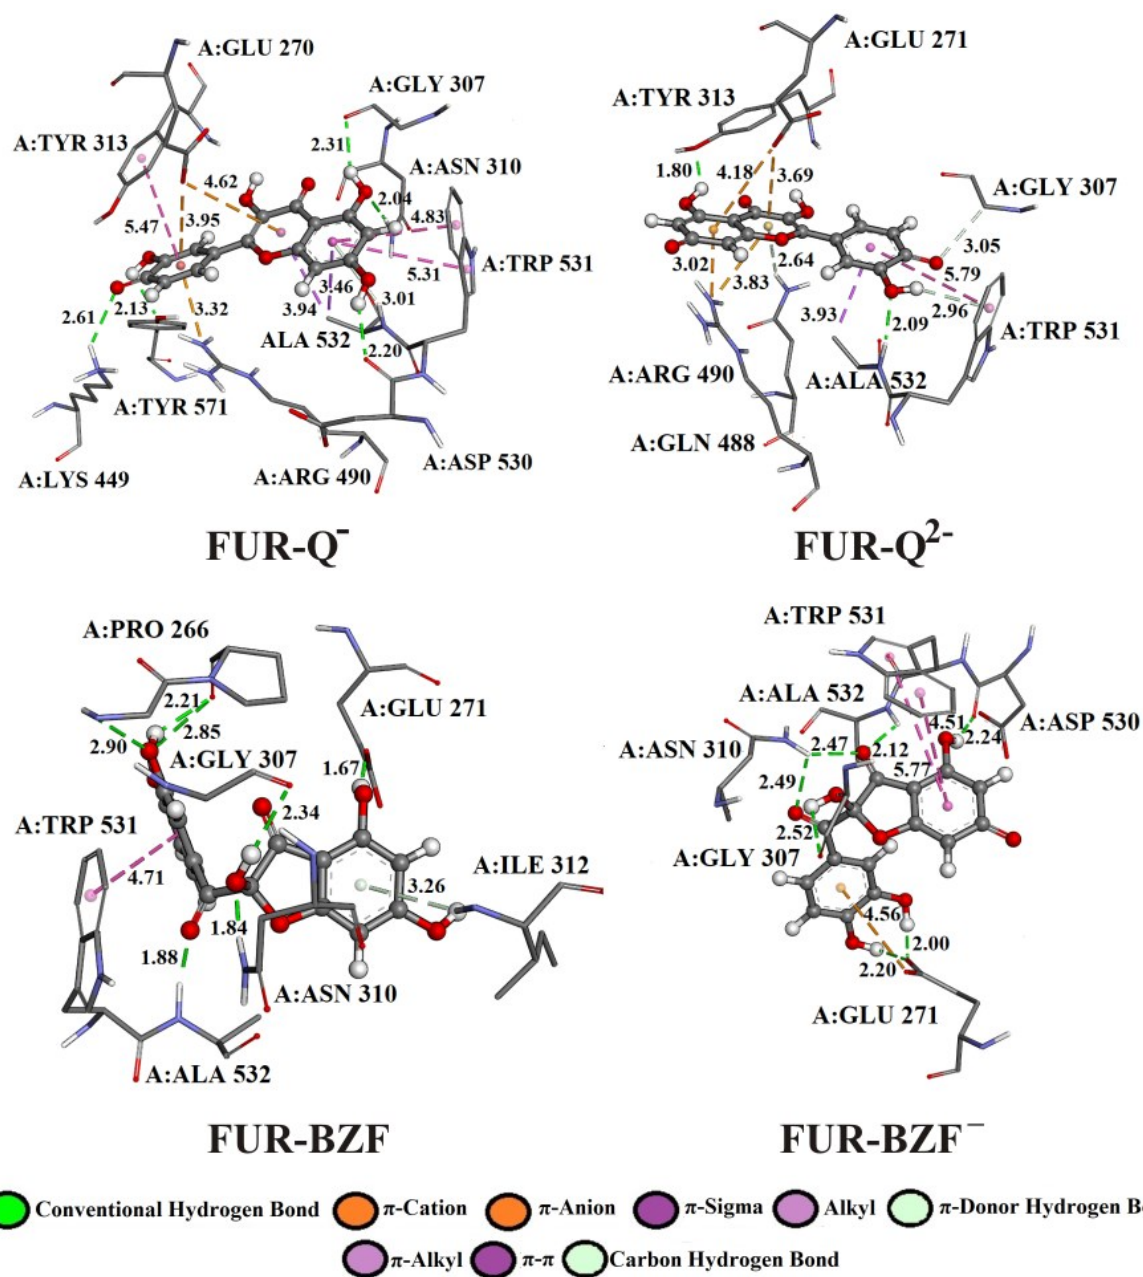 A:GLU 270
A:GLY 307
A:TYR 313
A:ASN 310
2.31
4.62
2.04
4.83
5.47
3.95
A:TRP 531
5.31
3.46
3.94
3.01
2.61
2.13
3.32
ALA 532
2.20
A:TYR 571
A:LYS 449
A:ARG 490
A:ASP 530
FUR-Q⁻
A:GLU 271
A:TYR 313
1.80
4.18
3.69
A:GLY 307
3.05
3.02
2.64
5.79
3.83
3.93
2.96
2.09
A:TRP 531
A:ARG 490
A:ALA 532
A:GLN 488
FUR-Q²⁻
A:PRO 266
2.21
2.85
2.90
A:GLU 271
A:GLY 307
1.67
2.34
A:TRP 531
4.71
A:ILE 312
3.26
1.84
1.88
A:ASN 310
A:ALA 532
FUR-BZF
A:TRP 531
A:ALA 532
A:ASP 530
4.51
2.24
A:ASN 310
2.47
2.12
5.77
2.49
2.52
A:GLY 307
4.56
2.00
2.20
A:GLU 271
FUR-BZF⁻
Conventional Hydrogen Bond π-Cation π-Anion π-Sigma Alkyl π-Donor Hydrogen B
π-Alkyl π-π Carbon Hydrogen Bond